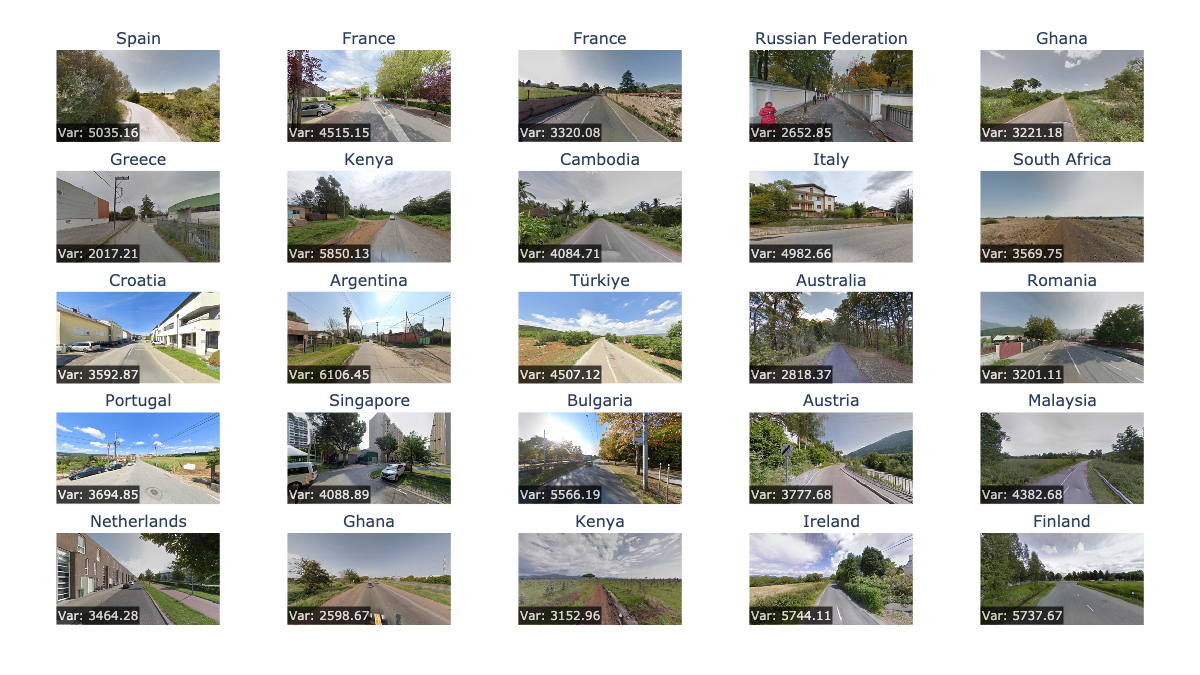 Spain
France
France
Russian Federation
Ghana
Var: 5035.16
Var: 4515.15
Var: 3320.08
Var: 2652.85
Var: 3221.18
Greece
Kenya
Cambodia
Italy
South Africa
Var: 2017.21
Var: 5850.13
Var: 4084.71
Var: 4982.66
Var: 3569.75
Croatia
Argentina
Türkiye
Australia
Romania
Var: 3592.87
Var: 6106.45
Var: 4507.12
Var: 2818.37
Var: 3201.11
Portugal
Singapore
Bulgaria
Austria
Malaysia
Var: 3694.85
Var: 4088.89
Var: 5566.19
Var: 3777.68
Var: 4382.68
Netherlands
Ghana
Kenya
Ireland
Finland
Var: 3464.28
Var: 2598.67
Var: 3152.96
Var: 5744.11
Var: 5737.67